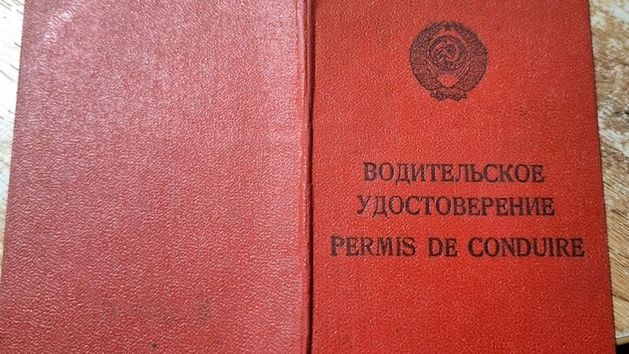 ВОДИТЕЛЬСКОЕ
УДОСТОВЕРЕНИЕ
PERMIS DE CONDUIRE